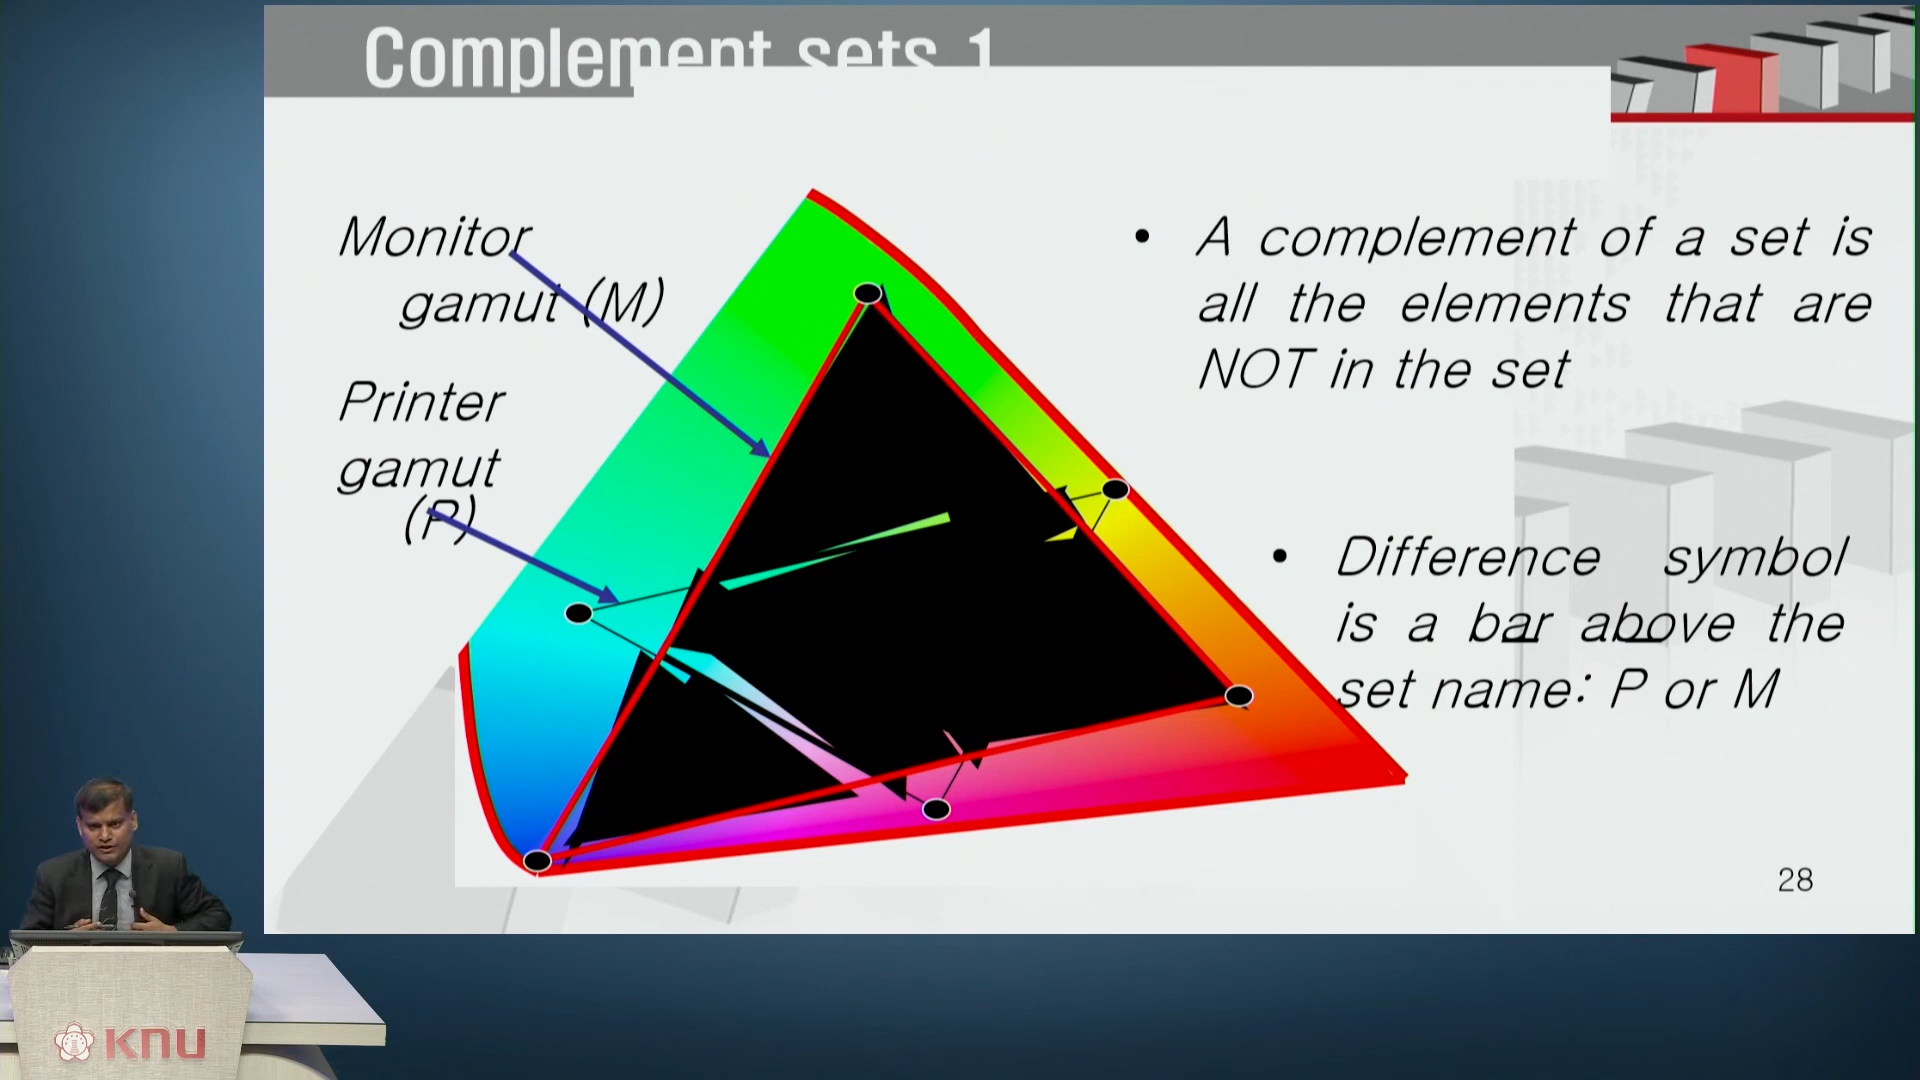 Complement sets 1
Monitor
gamut (M)
Printer
gamut
(P)
• A complement of a set is
all the elements that are
NOT in the set
• Difference symbol
is a bar above the
set name: P̅ or M̅
28
KNU